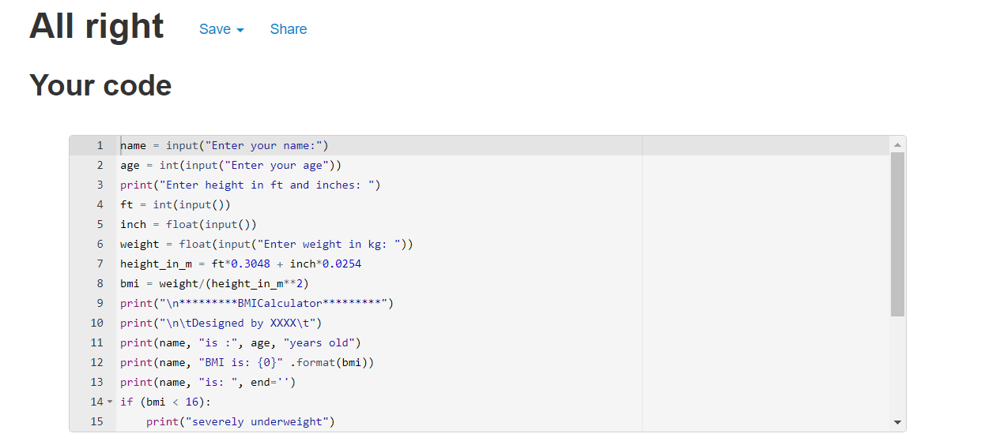 All right Save Share
Your code
1 name = input("Enter your name:")
2 age = int(input("Enter your age"))
3 print("Enter height in ft and inches: ")
4 ft = int(input())
5 inch = float(input())
6 weight = float(input("Enter weight in kg: "))
7 height_in_m = ft*0.3048 + inch*0.0254
8 bmi = weight/(height_in_m**2)
9 print("\n*********BMICalculator*********")
10 print("\n\tDesigned by XXXX\t")
11 print(name, "is :", age, "years old")
12 print(name, "BMI is: {0}" .format(bmi))
13 print(name, "is: ", end='')
14 if (bmi < 16):
15     print("severely underweight")